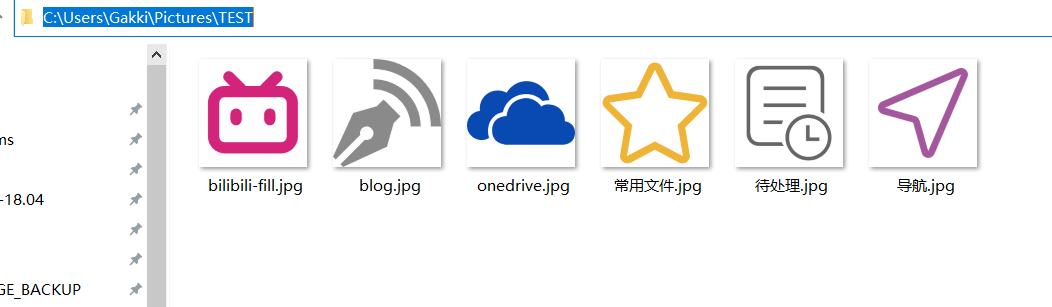 C:\Users\Gakki\Pictures\TEST
bilibili-fill.jpg
blog.jpg
onedrive.jpg
常用文件.jpg
待处理.jpg
导航.jpg
ms
-18.04
GE_BACKUP